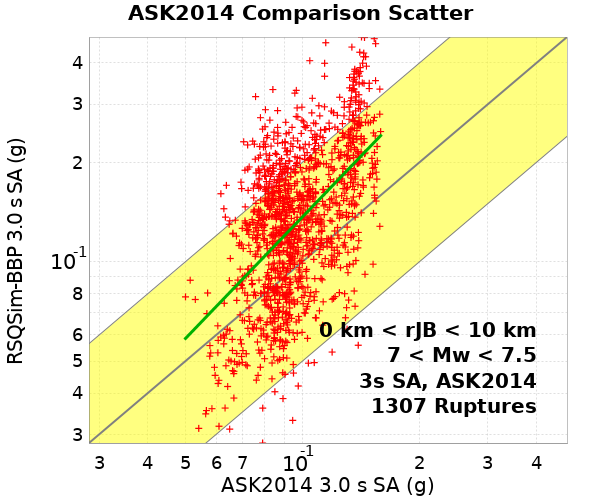 ASK2014 Comparison Scatter
RSQSim-BBP 3.0 s SA (g)
4
3
2
10-1
8
6
5
4
3
0 km < rJB < 10 km
7 < Mw < 7.5
3s SA, ASK2014
1307 Ruptures
3 4 5 6 7 10-1 2 3 4
ASK2014 3.0 s SA (g)